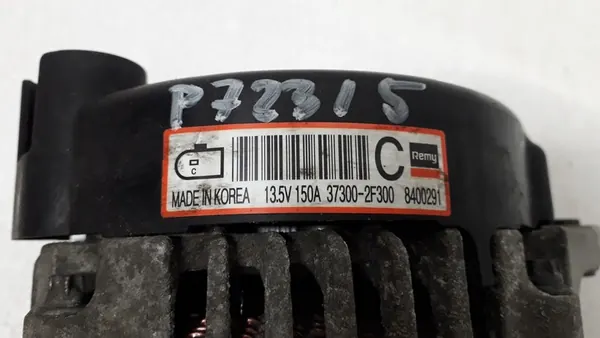 P72315
C Remy
C
MADE IN KOREA 13.5V 150A 37300-2F300 8400291